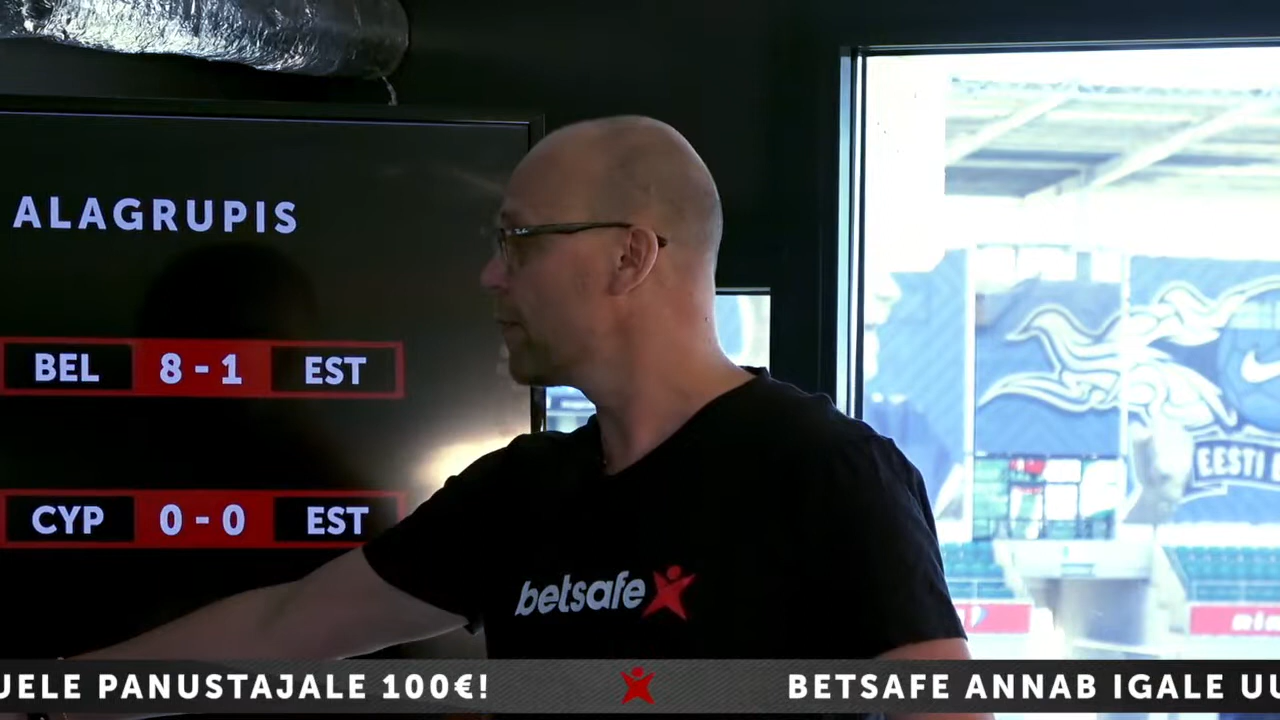 ALAGRUPIS
BEL 8 - 1 EST
CYP 0 - 0 EST
betsafe
EESTI
UELE PANUSTAJALE 100€! BETSAFE ANNAB IGALE UU